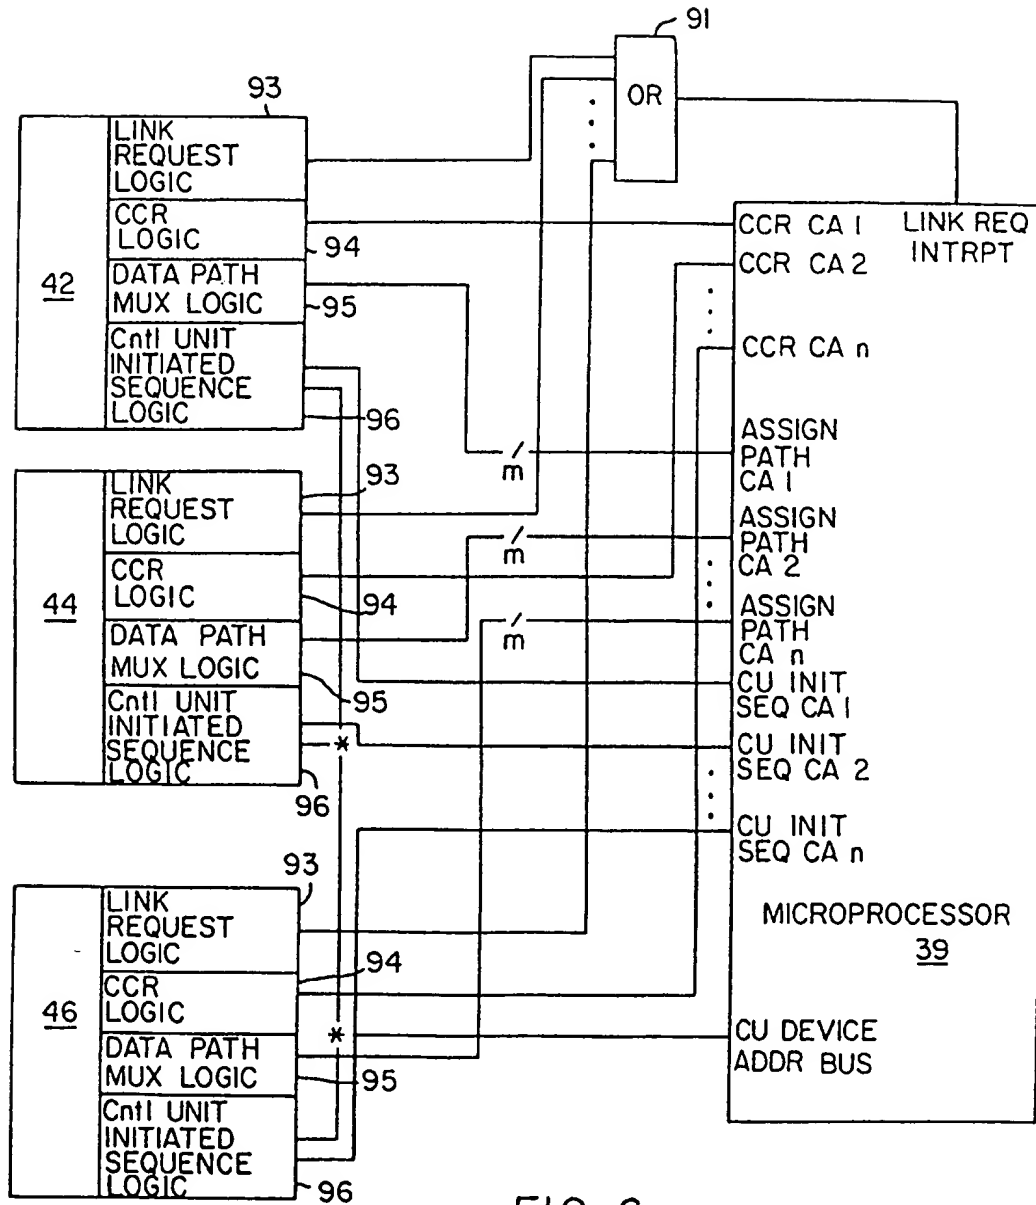 91
OR
93
LINK
REQUEST
LOGIC
CCR
LOGIC
94
42
DATA PATH
MUX LOGIC
95
Cntl UNIT
INITIATED
SEQUENCE
LOGIC
96
LINK REQ
INTRPT
CCR CA 1
CCR CA 2
CCR CA n
ASSIGN
PATH
CA 1
m
ASSIGN
PATH
CA 2
m
ASSIGN
PATH
CA n
m
CU INIT
SEQ CA 1
CU INIT
SEQ CA 2
CU INIT
SEQ CA n
MICROPROCESSOR
39
CU DEVICE
ADDR BUS
93
LINK
REQUEST
LOGIC
CCR
LOGIC
94
44
DATA PATH
MUX LOGIC
95
Cntl UNIT
INITIATED
SEQUENCE
LOGIC
*
96
93
LINK
REQUEST
LOGIC
94
CCR
LOGIC
46
*
DATA PATH
MUX LOGIC
95
Cntl UNIT
INITIATED
SEQUENCE
LOGIC
96